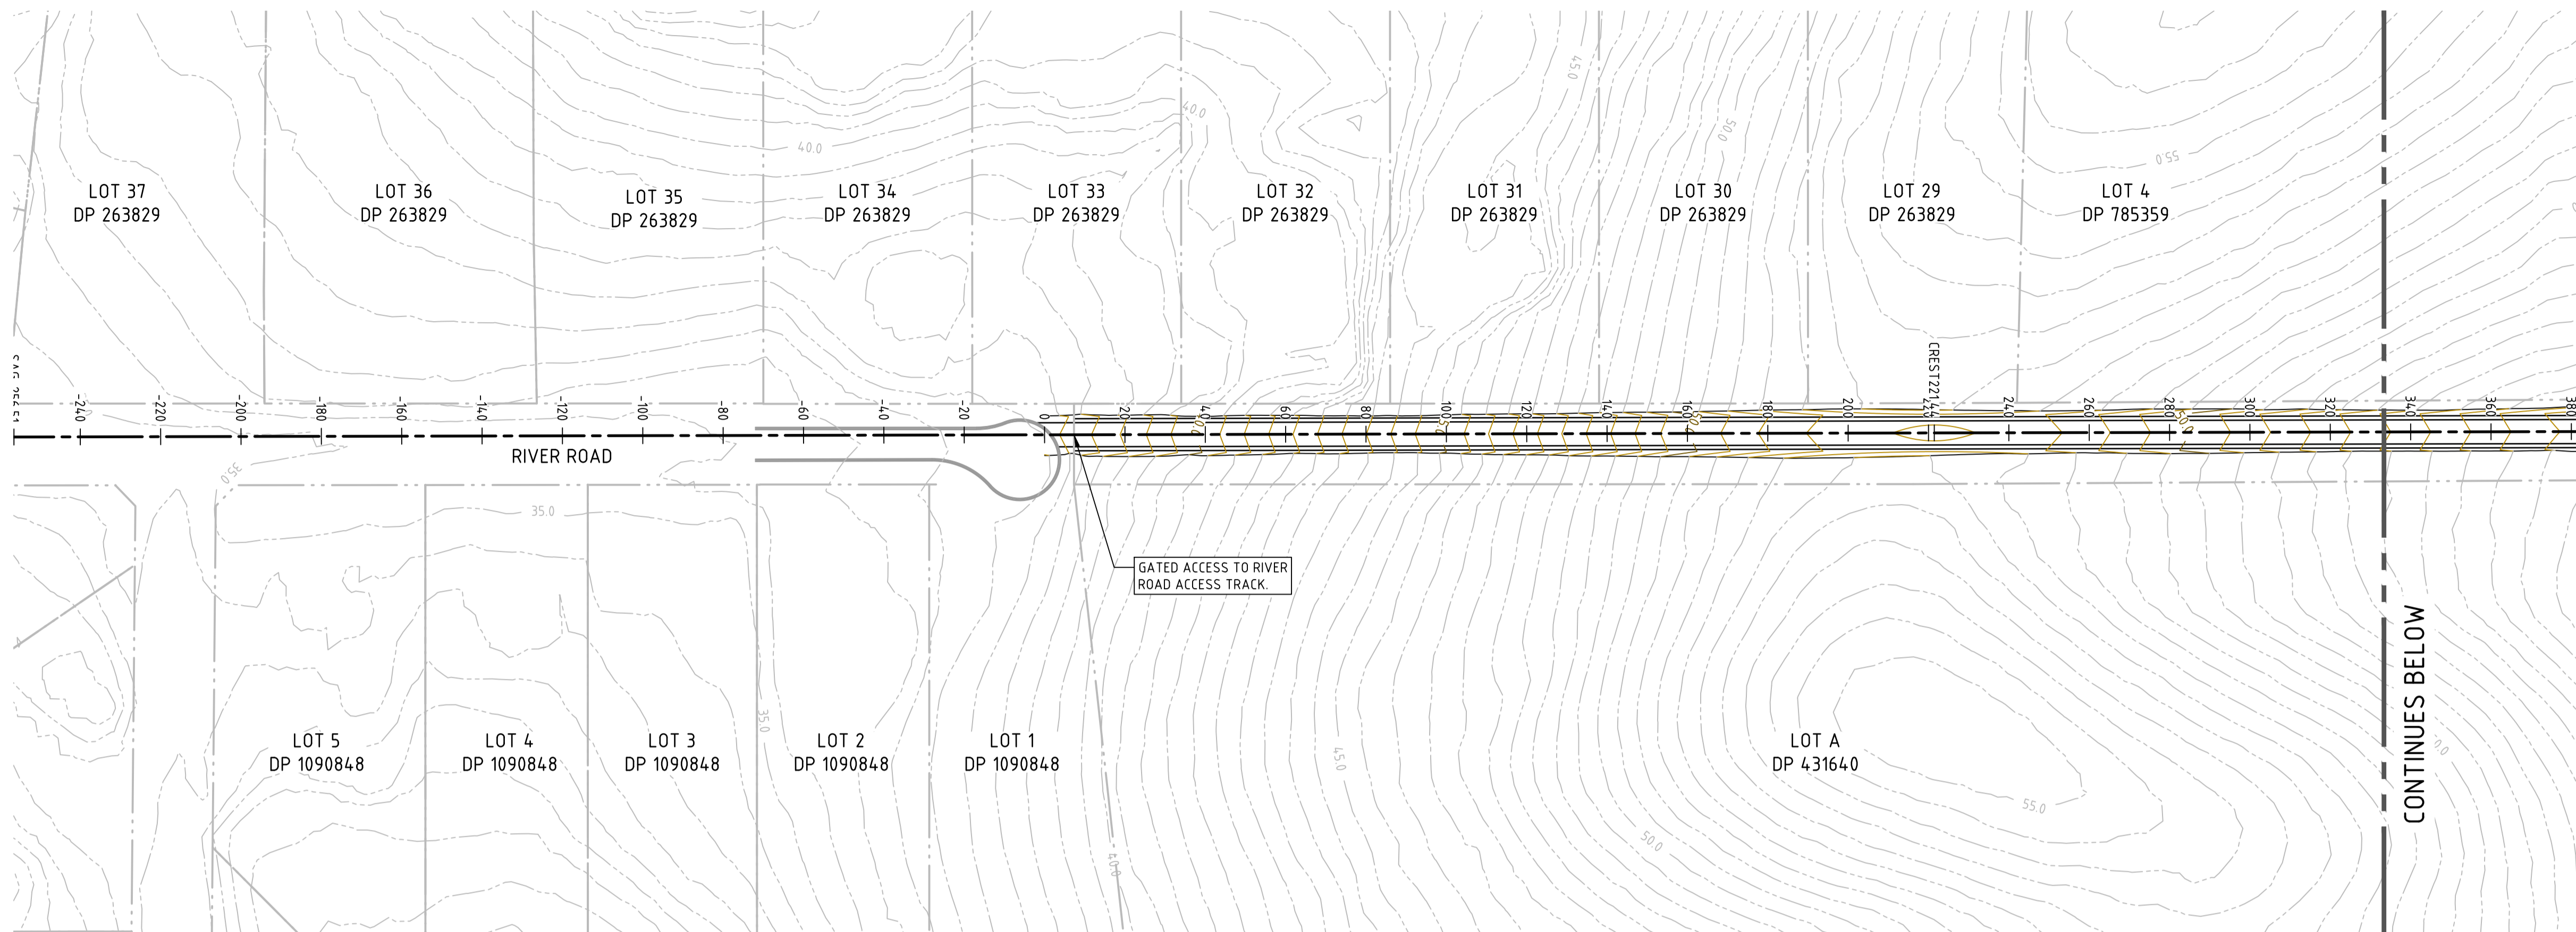 45.0
50.0
40.0
40.0
55.0
LOT 37
DP 263829
LOT 36
DP 263829
LOT 35
DP 263829
LOT 34
DP 263829
LOT 33
DP 263829
LOT 32
DP 263829
LOT 31
DP 263829
LOT 30
DP 263829
LOT 29
DP 263829
LOT 4
DP 785359
CREST221.44
-240
-220
-200
-180
-160
-140
-120
-100
-80
-60
-40
-20
0
20
40
60
80
100
120
140
160
180
200
220
240
260
280
300
320
340
360
380
RIVER ROAD
35.0
35.0
GATED ACCESS TO RIVER
ROAD ACCESS TRACK.
CONTINUES BELOW
35.0
45.0
LOT 5
DP 1090848
LOT 4
DP 1090848
LOT 3
DP 1090848
LOT 2
DP 1090848
LOT 1
DP 1090848
LOT A
DP 431640
55.0
50.0
40.0